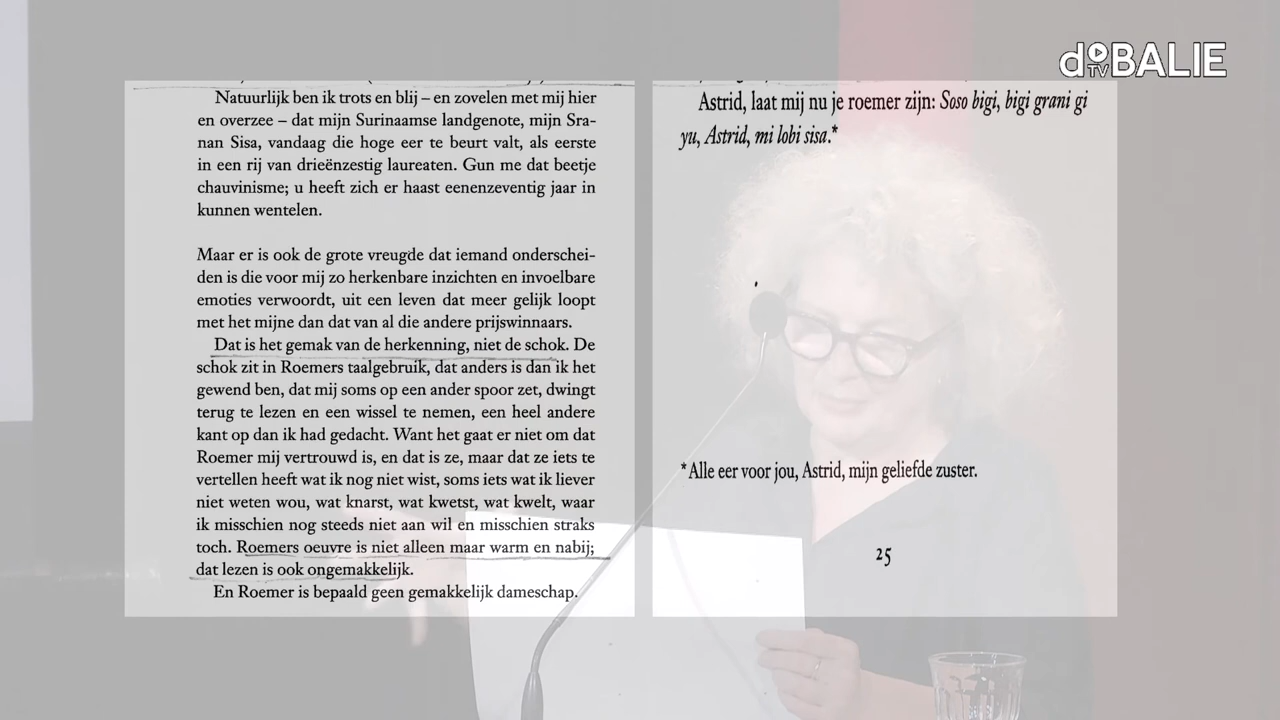 doBALIE
TV
Natuurlijk ben ik trots en blij – en zovelen met mij hier
en overzee – dat mijn Surinaamse landgenote, mijn Sra-
nan Sisa, vandaag die hoge eer te beurt valt, als eerste
in een rij van drieënzestig laureaten. Gun me dat beetje
chauvinisme; u heeft zich er haast eenenzeventig jaar in
kunnen wentelen.
Maar er is ook de grote vreugde dat iemand onderschei-
den is die voor mij zo herkenbare inzichten en invoelbare
emoties verwoordt, uit een leven dat meer gelijk loopt
met het mijne dan dat van al die andere prijswinnaars.
Dat is het gemak van de herkenning, niet de schok. De
schok zit in Roemers taalgebruik, dat anders is dan ik het
gewend ben, dat mij soms op een ander spoor zet, dwingt
terug te lezen en een wissel te nemen, een heel andere
kant op dan ik had gedacht. Want het gaat er niet om dat
Roemer mij vertrouwd is, en dat is ze, maar dat ze iets te
vertellen heeft wat ik nog niet wist, soms iets wat ik liever
niet weten wou, wat knarst, wat kwetst, wat kwelt, waar
ik misschien nog steeds niet aan wil en misschien straks
toch. Roemers oeuvre is niet alleen maar warm en nabij;
dat lezen is ook ongemakkelijk.
En Roemer is bepaald geen gemakkelijk dameschap.
Astrid, laat mij nu je roemer zijn: Soso bigi, bigi grani gi
yu, Astrid, mi lobi sisa.*
*Alle eer voor jou, Astrid, mijn geliefde zuster.
25